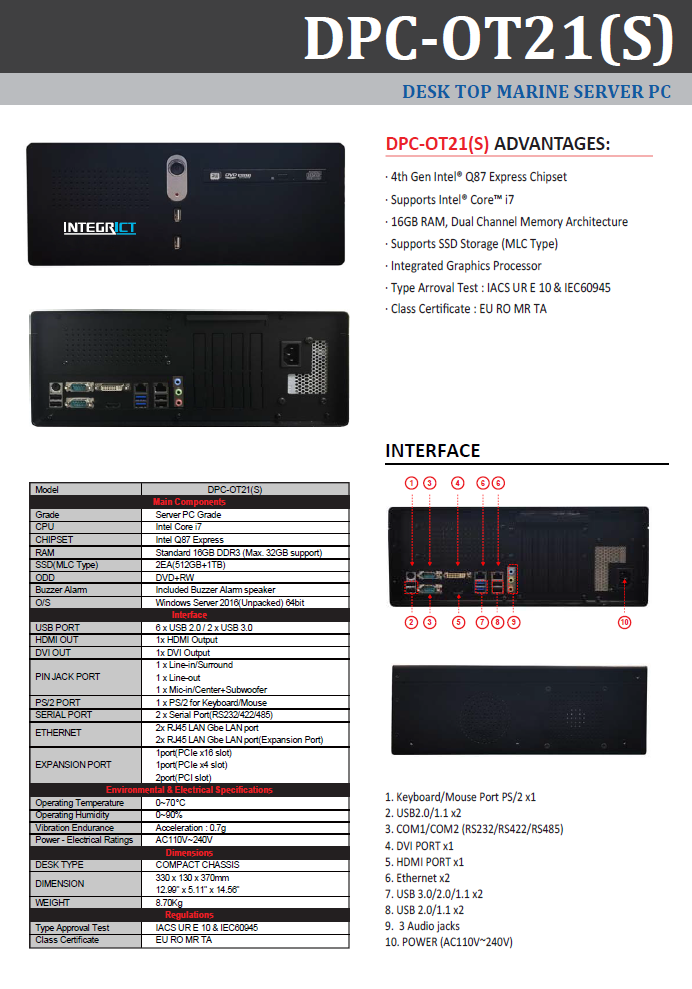 DPC-OT21(S)
DESK TOP MARINE SERVER PC
DPC-OT21(S) ADVANTAGES:
· 4th Gen Intel® Q87 Express Chipset
· Supports Intel® Core™ i7
· 16GB RAM, Dual Channel Memory Architecture
· Supports SSD Storage (MLC Type)
· Integrated Graphics Processor
· Type Arroval Test : IACS UR E 10 & IEC60945
· Class Certificate : EU RO MR TA
INTEGRICT
Model DPC-OT21(S)
Main Components
Grade Server PC Grade
CPU Intel Core i7
CHIPSET Intel Q87 Express
RAM Standard 16GB DDR3 (Max. 32GB support)
SSD(MLC Type) 2EA(512GB+1TB)
ODD DVD+RW
Buzzer Alarm Included Buzzer Alarm speaker
O/S Windows Server 2016(Unpacked) 64bit
Interface
USB PORT 6 x USB 2.0 / 2 x USB 3.0
HDMI OUT 1x HDMI Output
DVI OUT 1x DVI Output
PIN JACK PORT 1 x Line-in/Surround
1 x Line-out
1 x Mic-in/Center+Subwoofer
PS/2 PORT 1 x PS/2 for Keyboard/Mouse
SERIAL PORT 2 x Serial Port(RS232/422/485)
ETHERNET 2x RJ45 LAN Gbe LAN port
2x RJ45 LAN Gbe LAN port(Expansion Port)
EXPANSION PORT 1port(PCIe x16 slot)
1port(PCIe x4 slot)
2port(PCI slot)
Environmental & Electrical Specifications
Operating Temperature 0~70°C
Operating Humidity 0~90%
Vibration Endurance Acceleration : 0.7g
Power - Electrical Ratings AC110V~240V
Dimensions
DESK TYPE COMPACT CHASSIS
DIMENSION 330 x 130 x 370mm
12.99" x 5.11" x 14.56"
WEIGHT 8.70Kg
Regulations
Type Approval Test IACS UR E 10 & IEC60945
Class Certificate EU RO MR TA
INTERFACE
1 3 4 6 6
2 3 5 7 8 9 10
1. Keyboard/Mouse Port PS/2 x1
2. USB2.0/1.1 x2
3. COM1/COM2 (RS232/RS422/RS485)
4. DVI PORT x1
5. HDMI PORT x1
6. Ethernet x2
7. USB 3.0/2.0/1.1 x2
8. USB 2.0/1.1 x2
9. 3 Audio jacks
10. POWER (AC110V~240V)